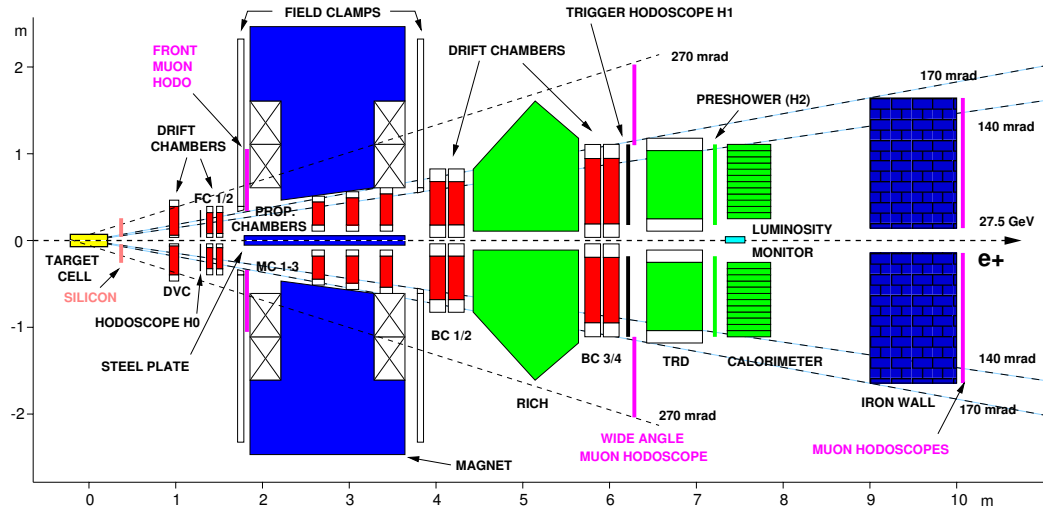 m
FIELD CLAMPS
TRIGGER HODOSCOPE H1
FRONT
MUON
HODO
DRIFT CHAMBERS
270 mrad
170 mrad
2
PRESHOWER (H2)
140 mrad
DRIFT
CHAMBERS
1
FC 1/2
PROP.
CHAMBERS
27.5 GeV
0
LUMINOSITY
MONITOR
e+
TARGET
CELL
SILICON
DVC
MC 1-3
HODOSCOPE H0
STEEL PLATE
-1
BC 1/2
BC 3/4
TRD
CALORIMETER
140 mrad
RICH
IRON WALL
170 mrad
-2
270 mrad
WIDE ANGLE
MUON HODOSCOPE
MUON HODOSCOPES
MAGNET
0 1 2 3 4 5 6 7 8 9 10 m